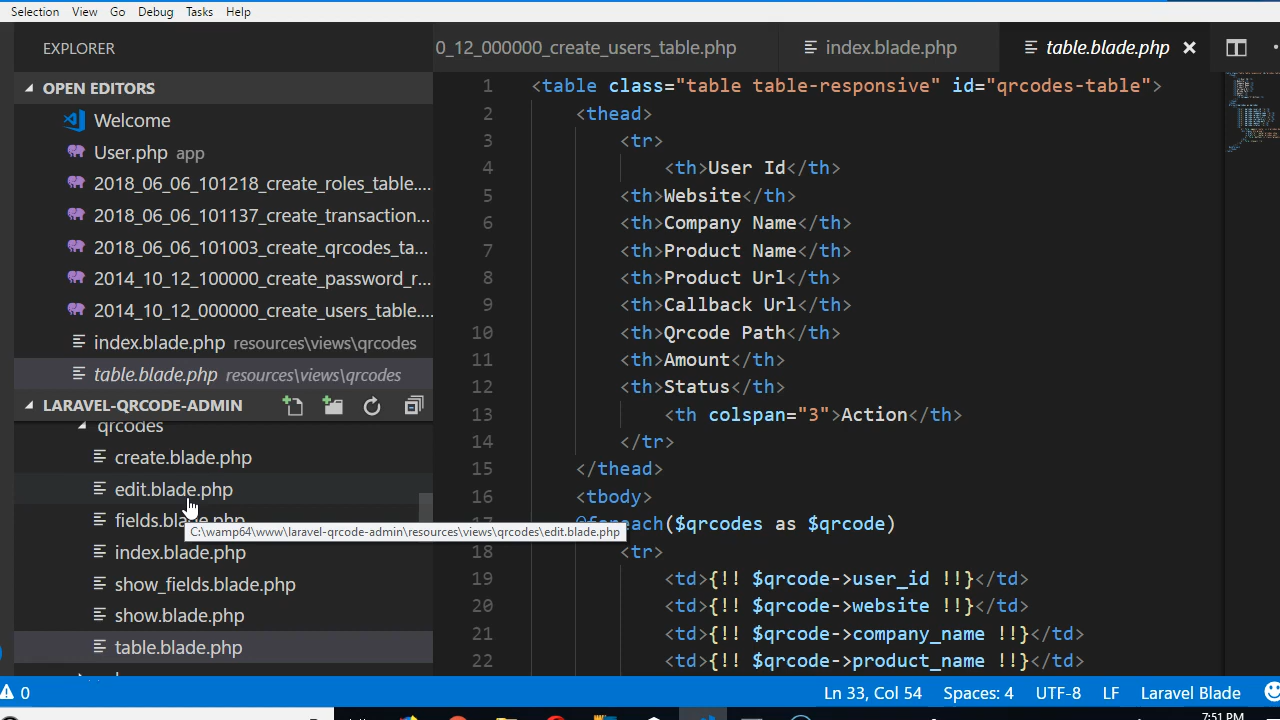 Selection View Go Debug Tasks Help
EXPLORER
0_12_000000_create_users_table.php
index.blade.php
table.blade.php
OPEN EDITORS
Welcome
User.php app
2018_06_06_101218_create_roles_table....
2018_06_06_101137_create_transaction...
2018_06_06_101003_create_qrcodes_ta...
2014_10_12_100000_create_password_r...
2014_10_12_000000_create_users_table....
index.blade.php resources\views\qrcodes
table.blade.php resources\views\qrcodes
LARAVEL-QRCODE-ADMIN
qrcodes
create.blade.php
edit.blade.php
fields.blade.php
C:\wamp64\www\laravel-qrcode-admin\resources\views\qrcodes\edit.blade.php
index.blade.php
show_fields.blade.php
show.blade.php
table.blade.php
1 <table class="table table-responsive" id="qrcodes-table">
2 <thead>
3 <tr>
4 <th>User Id</th>
5 <th>Website</th>
6 <th>Company Name</th>
7 <th>Product Name</th>
8 <th>Product Url</th>
9 <th>Callback Url</th>
10 <th>Qrcode Path</th>
11 <th>Amount</th>
12 <th>Status</th>
13 <th colspan="3">Action</th>
14 </tr>
15 </thead>
16 <tbody>
17 @foreach($qrcodes as $qrcode)
18 <tr>
19 <td>{!! $qrcode->user_id !!}</td>
20 <td>{!! $qrcode->website !!}</td>
21 <td>{!! $qrcode->company_name !!}</td>
22 <td>{!! $qrcode->product_name !!}</td>
0
Ln 33, Col 54 Spaces: 4 UTF-8 LF Laravel Blade
7:51 PM